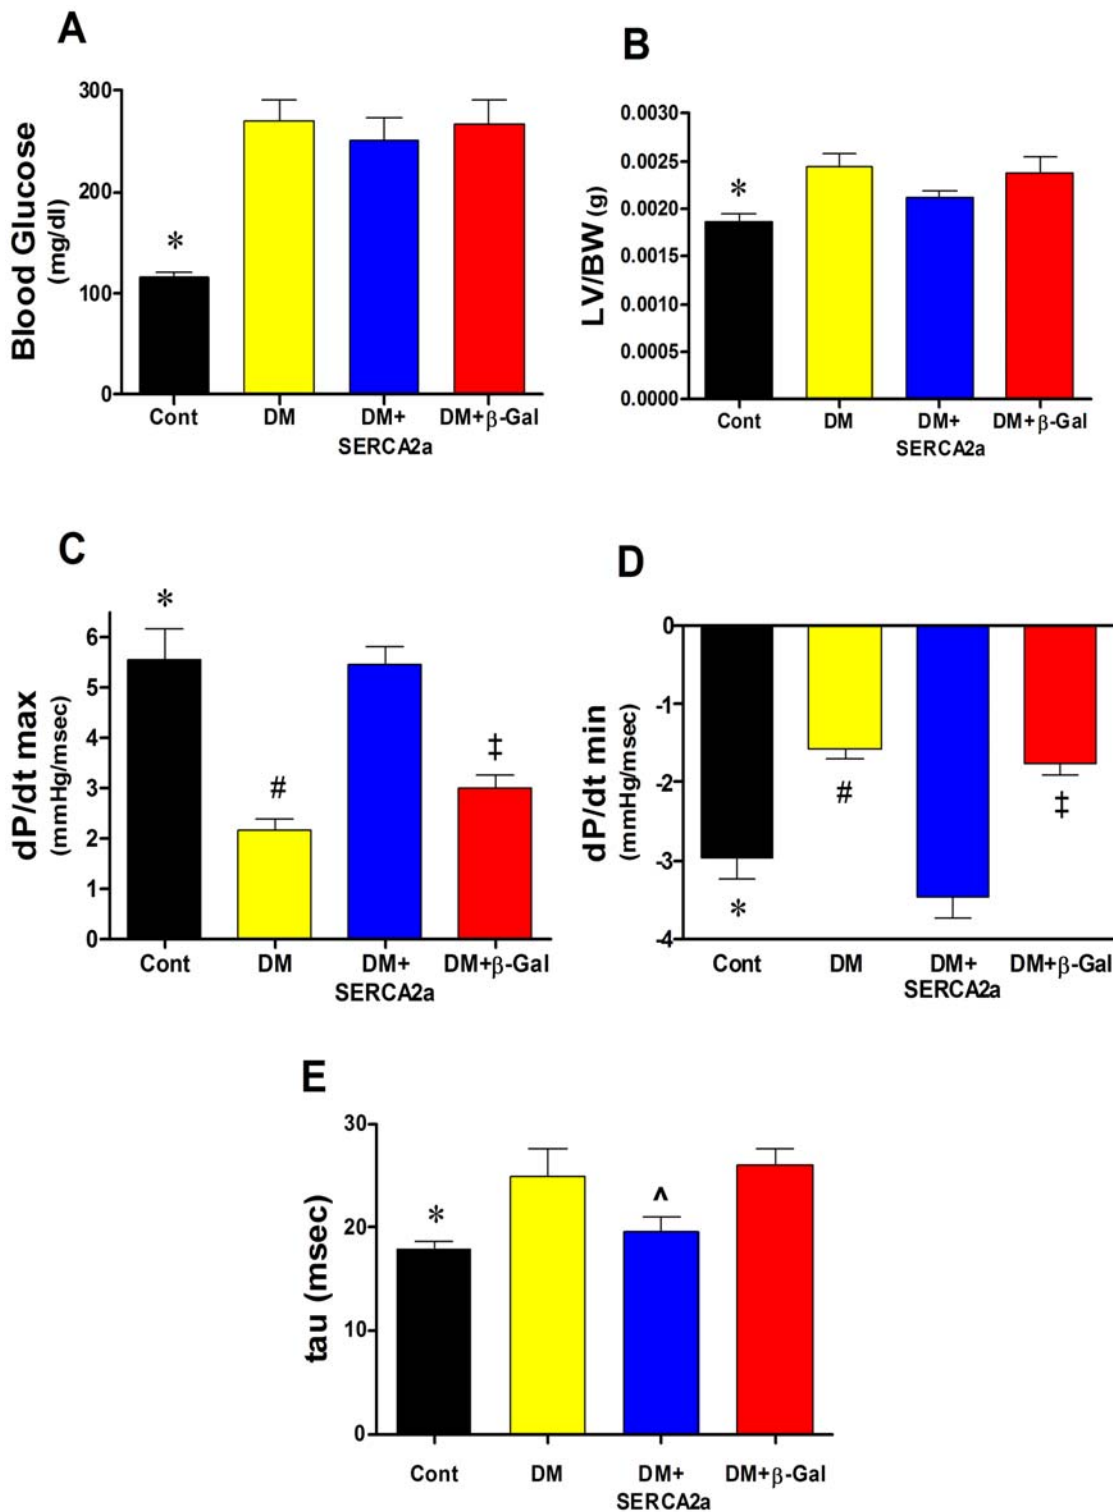 A
Blood Glucose
(mg/dl)
300
200
100
0
*
Cont
DM
DM+
SERCA2a
DM+β-Gal
B
LV/BW (g)
0.0030
0.0025
0.0020
0.0015
0.0010
0.0005
0.0000
*
Cont
DM
DM+
SERCA2a
DM+β-Gal
C
dP/dt max
(mmHg/msec)
6
5
4
3
2
1
0
*
#
‡
Cont
DM
DM+
SERCA2a
DM+β-Gal
D
dP/dt min
(mmHg/msec)
0
-1
-2
-3
-4
*
#
‡
Cont
DM
DM+
SERCA2a
DM+β-Gal
E
tau (msec)
30
20
10
0
*
^
Cont
DM
DM+
SERCA2a
DM+β-Gal